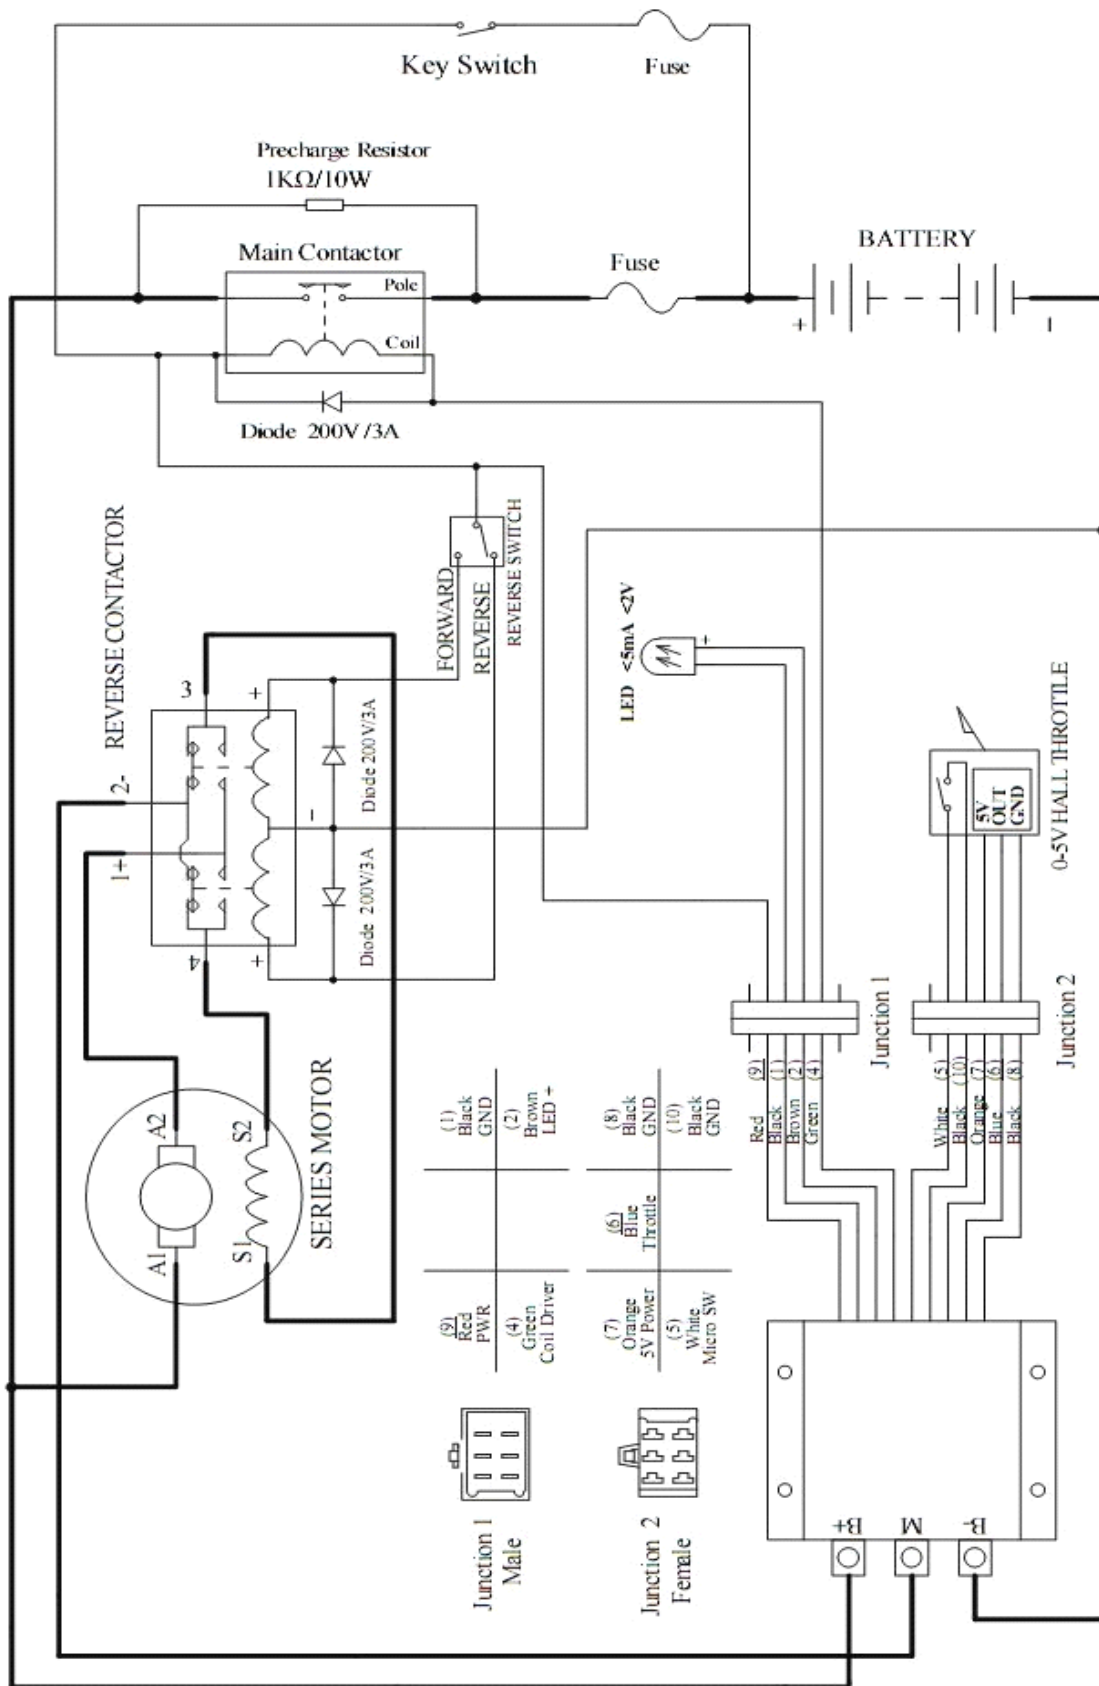 Key Switch
Fuse
Precharge Resistor
1KΩ/10W
Main Contactor
Pole
Coil
Fuse
BATTERY
+
-
Diode 200V/3A
REVERSE CONTACTOR
2-
1+
3
4
+
-
+
Diode 200V/3A
Diode 200V/3A
FORWARD
REVERSE
REVERSE SWITCH
LED <5mA <2V
+
5V
OUT
GND
0-5V HALL THROTTLE
A1
A2
S1
S2
SERIES MOTOR
(9)
Red
PWR
(1)
Black
GND
(4)
Green
Coil Driver
(2)
Brown
LED +
(7)
Orange
5V Power
(6)
Blue
Throttle
(8)
Black
GND
(5)
White
Micro SW
(10)
Black
GND
Red (9)
Black (1)
Brown (2)
Green (4)
Junction 1
White (5)
Black (10)
Orange (7)
Blue (6)
Black (8)
Junction 2
Junction 1
Male
Junction 2
Female
B+
M
B-